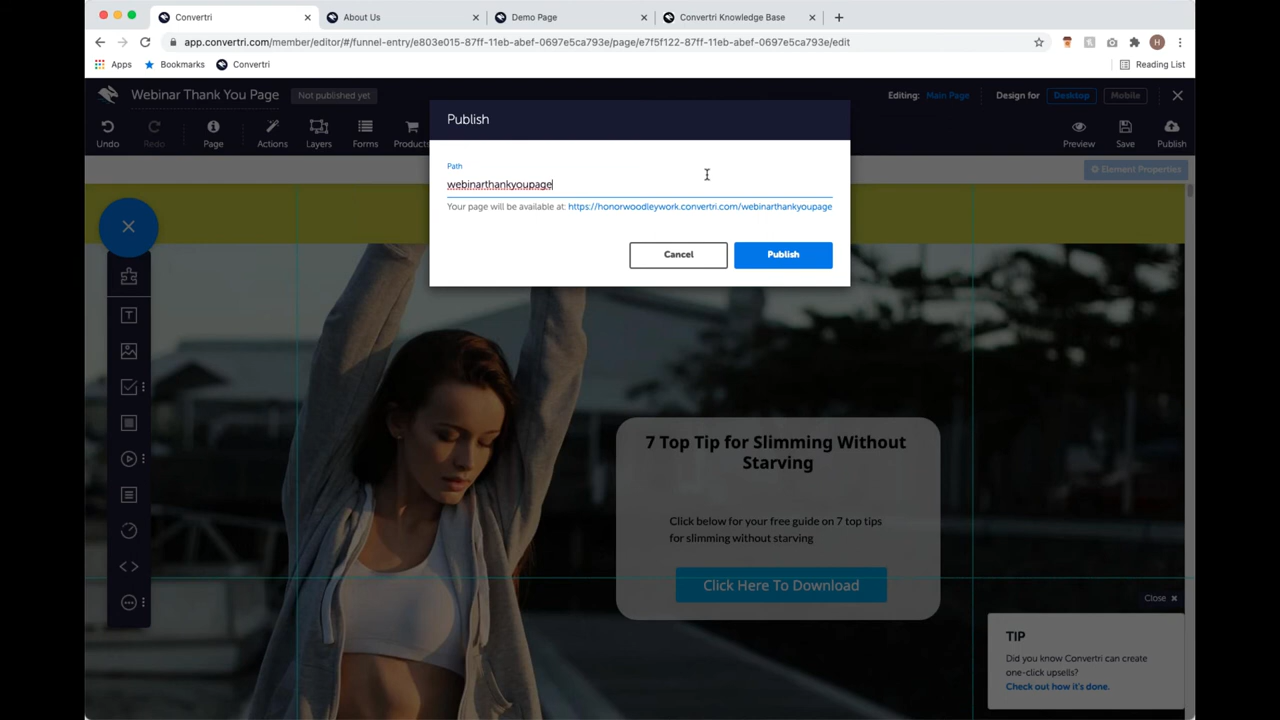 Convertri
About Us
Demo Page
Convertri Knowledge Base
app.convertri.com/member/editor/#/funnel-entry/e803e015-87ff-11eb-abef-0697e5ca793e/page/e7f5f122-87ff-11eb-abef-0697e5ca793e/edit
H
Apps Bookmarks Convertri Reading List
Webinar Thank You Page Not published yet
Editing: Main Page Design for Desktop Mobile
Undo Redo Page Actions Layers Forms Products
Preview Save Publish
Element Properties
Publish
Path
webinarthankyoupage
Your page will be available at: https://honorwoodleywork.convertri.com/webinarthankyoupage
Cancel Publish
7 Top Tip for Slimming Without
Starving
Click below for your free guide on 7 top tips
for slimming without starving
Click Here To Download
Close
TIP
Did you know Convertri can create
one-click upsells?
Check out how it's done.